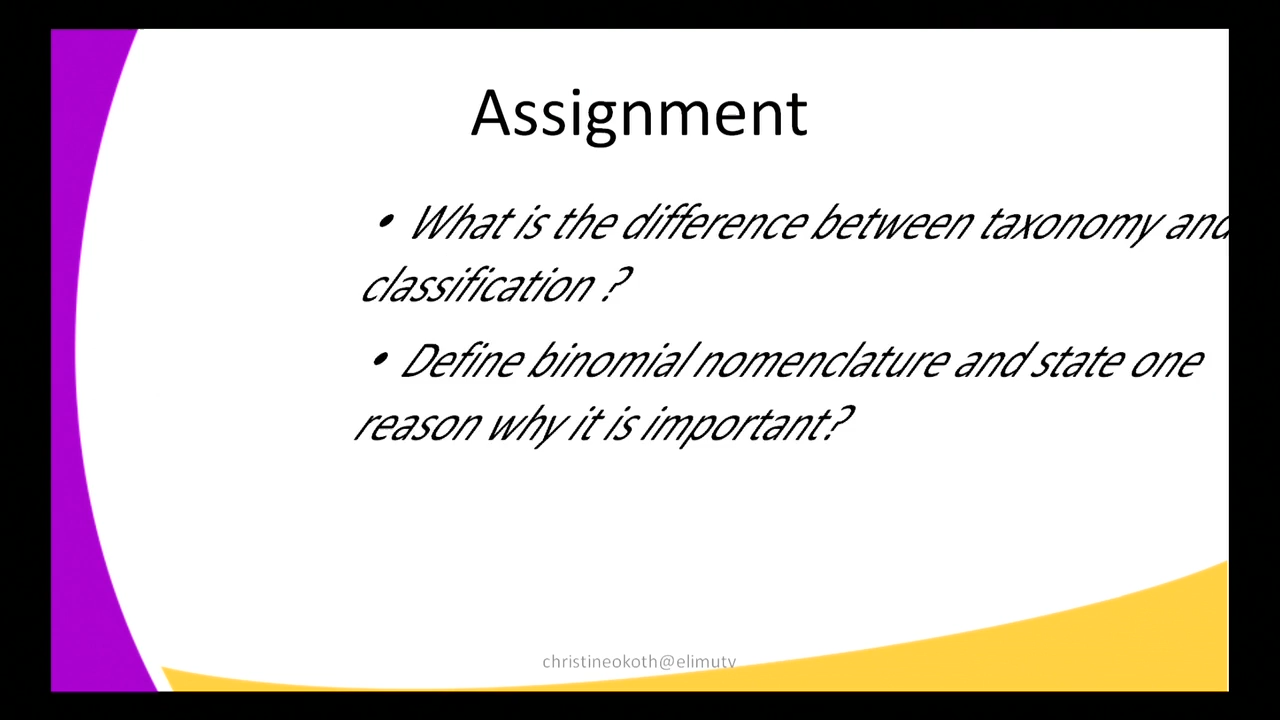 Assignment
• What is the difference between taxonomy and
classification ?
• Define binomial nomenclature and state one
reason why it is important?
christineokoth@elimutv